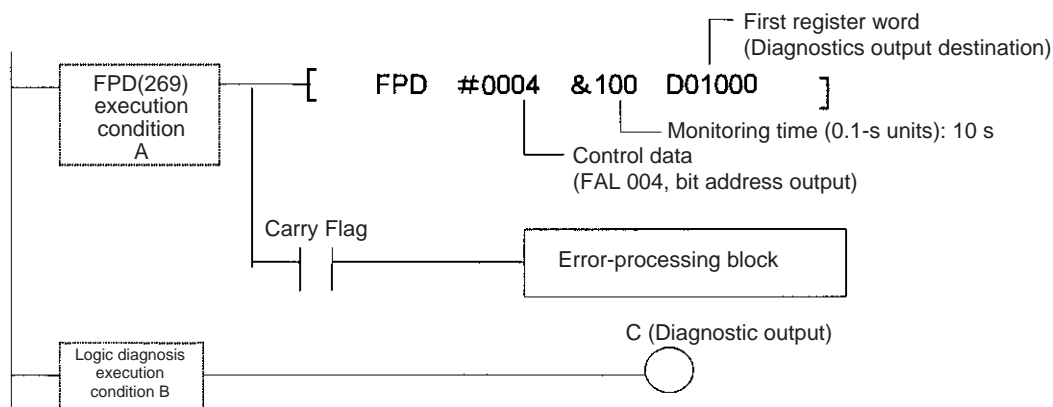 First register word
(Diagnostics output destination)
FPD(269)
execution
condition
A
FPD #0004 &100 D01000
Monitoring time (0.1-s units): 10 s
Control data
(FAL 004, bit address output)
Carry Flag
Error-processing block
C (Diagnostic output)
Logic diagnosis
execution
condition B